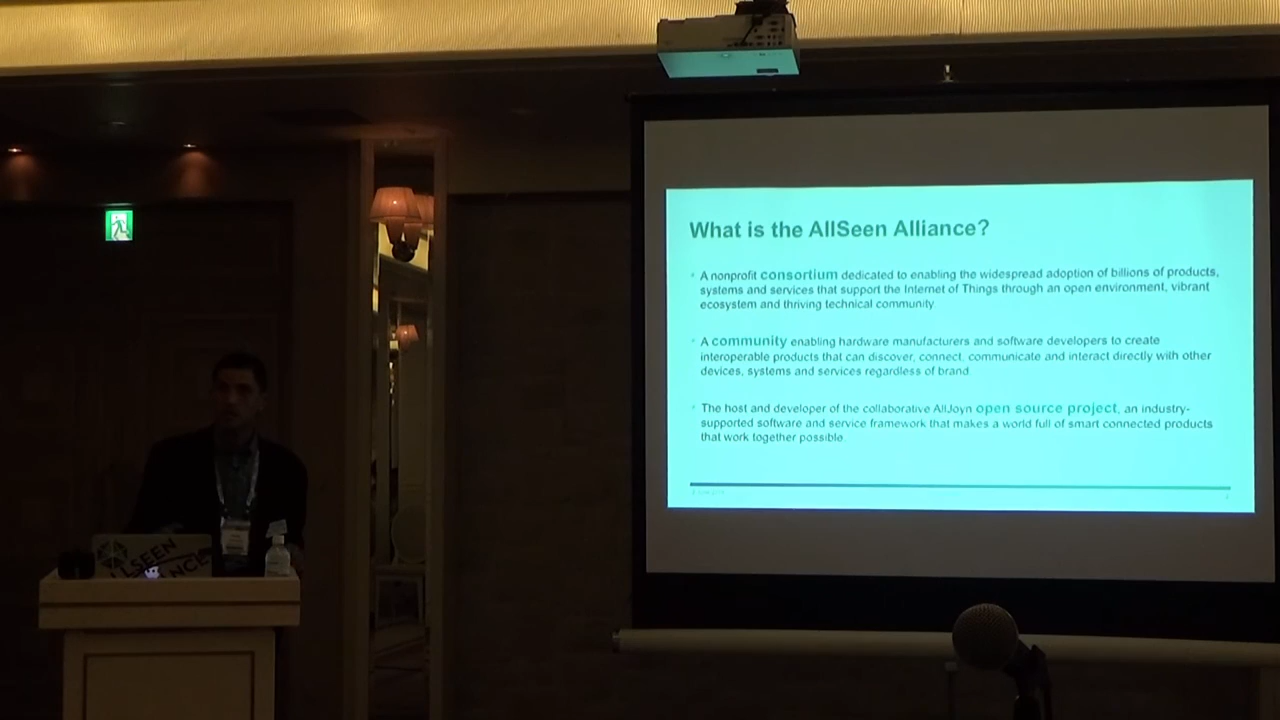 What is the AllSeen Alliance?
A nonprofit consortium dedicated to enabling the widespread adoption of billions of products,
systems and services that support the Internet of Things through an open environment, vibrant
ecosystem and thriving technical community
A community enabling hardware manufacturers and software developers to create
interoperable products that can discover, connect, communicate and interact directly with other
devices, systems and services regardless of brand
The host and developer of the collaborative AllJoyn open source project, an industry-
supported software and service framework that makes a world full of smart connected products
that work together possible.